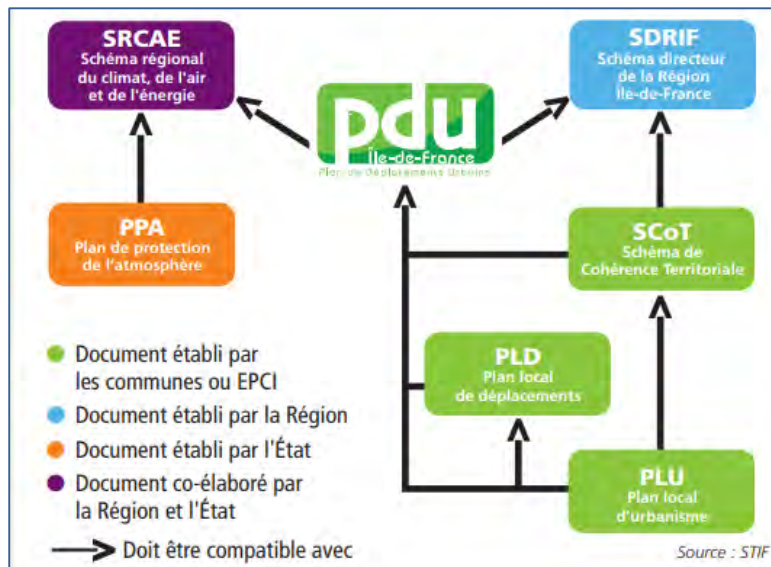 SRCAE
Schéma régional
du climat, de l'air
et de l'énergie
SDRIF
Schéma directeur
de la Région
Île-de-France
pdu
Île-de-France
Plan de Déplacements Urbains
PPA
Plan de protection
de l'atmosphère
SCoT
Schéma de
Cohérence Territoriale
PLD
Plan local
de déplacements
PLU
Plan local
d'urbanisme
Document établi par
les communes ou EPCI
Document établi par la Région
Document établi par l'État
Document co-élaboré par
la Région et l'État
Doit être compatible avec
Source : STIF